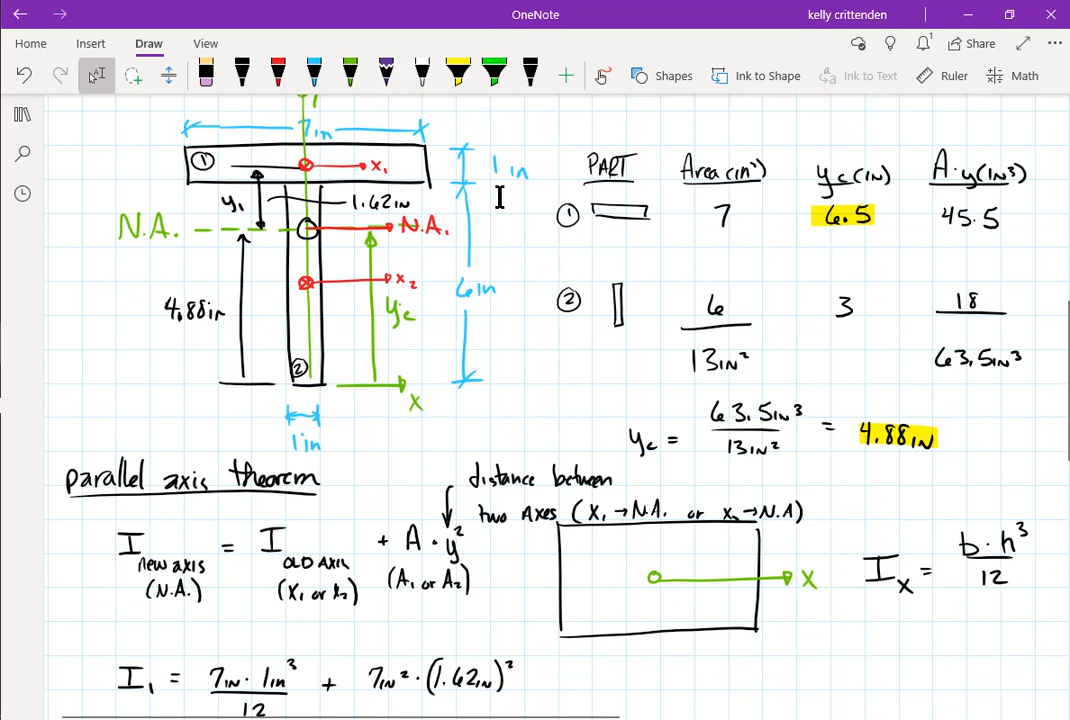 OneNote
kelly crittenden
Home Insert Draw View
Share
Shapes Ink to Shape Ink to Text Ruler Math
7in
①
x₁
1 in
y₁
1.62in
N.A.
N.A.
x₂
6in
4.88in
yc
②
x
1in
PART Area (in²) yc (IN) A·y (IN³)
① 7 6.5 45.5
② 6 3 18
13IN² 63.5IN³
yc = 63.5IN³ / 13IN² = 4.88IN
parallel axis theorem
distance between
two Axes (X₁ → N.A. or x₂ → N.A)
I new axis (N.A.) = I OLD AXIS (X₁ or X₂) + A · y² (A₁ or A₂)
X
Ix = b · h³ / 12
I₁ = 7IN · 1in³ / 12 + 7IN² · (1.62IN)²